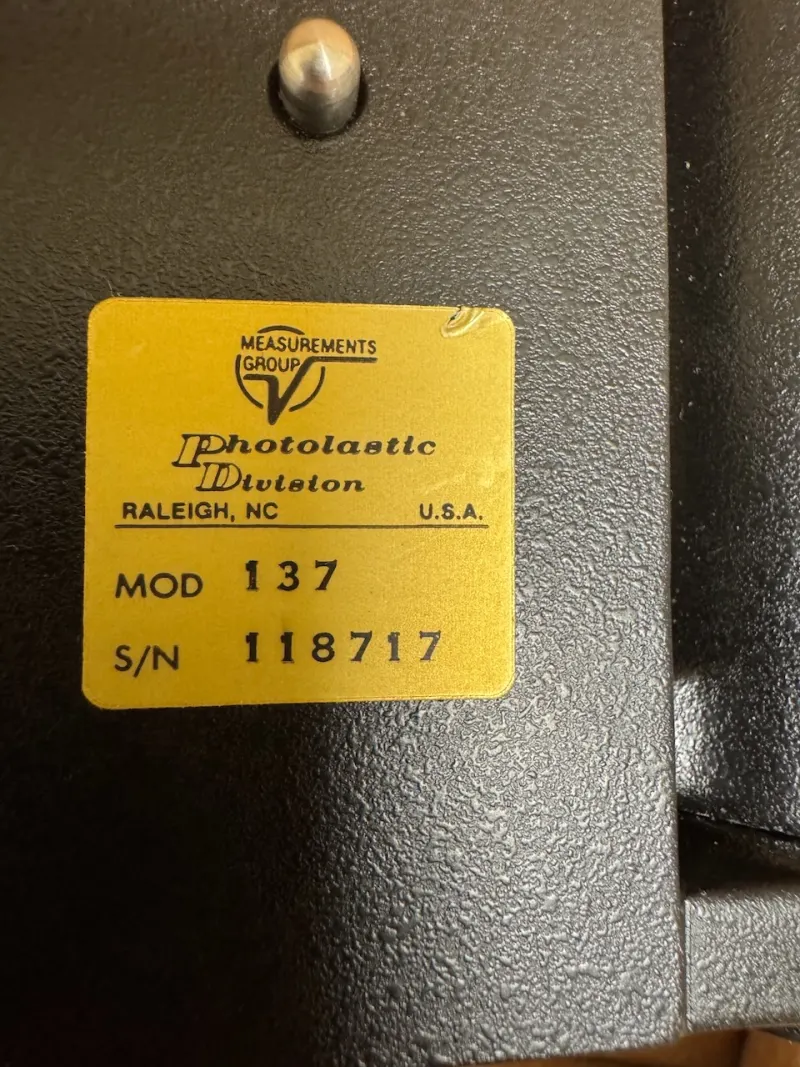 MEASUREMENTS
GROUP
Photolastic
Division
RALEIGH, NC U.S.A.
MOD 137
S/N 118717